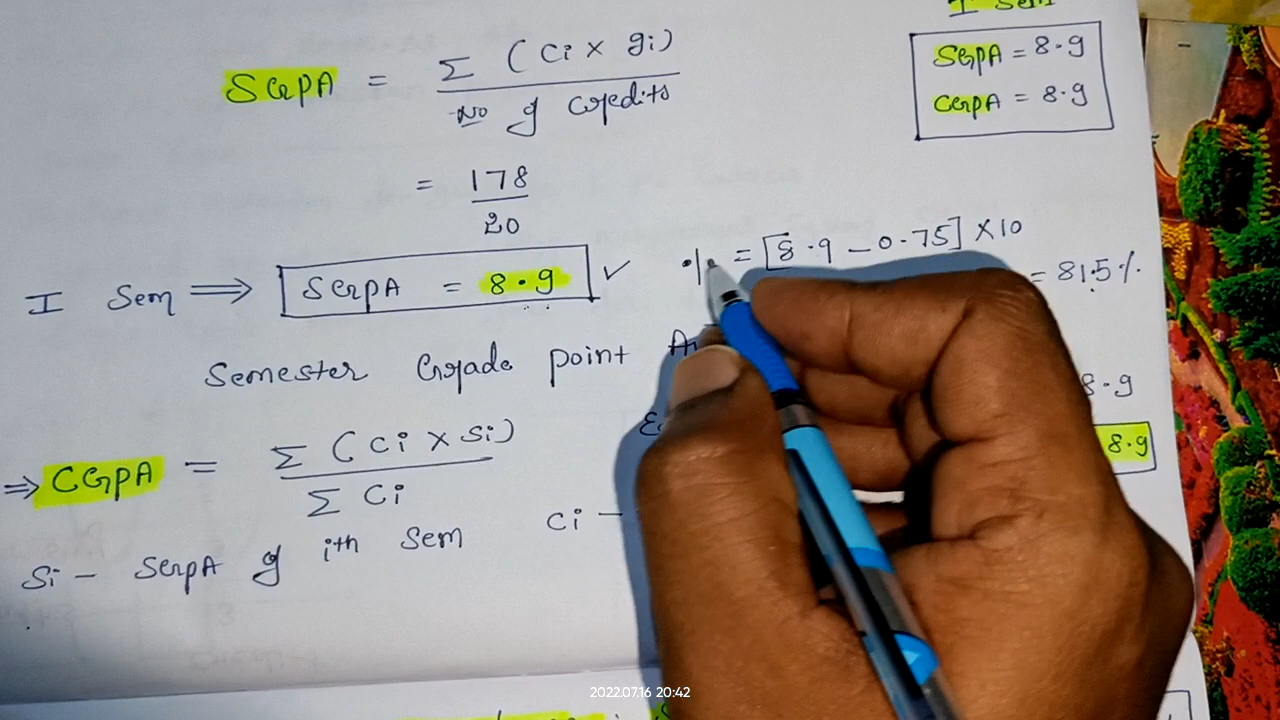 I Sem
SGPA = 8.9
CGPA = 8.9
SGPA = Σ (Ci × gi)
No of credits
= 178
20
I Sem ⇒ SGPA = 8.9 ✓
% = [8.9 – 0.75] ×10
= 81.5%.
Semester Grade point
8.9
8.9
⇒ CGPA = Σ (Ci × Si)
Σ Ci
Ci –
Si – SGPA of ith Sem
2022.07.16 20:42